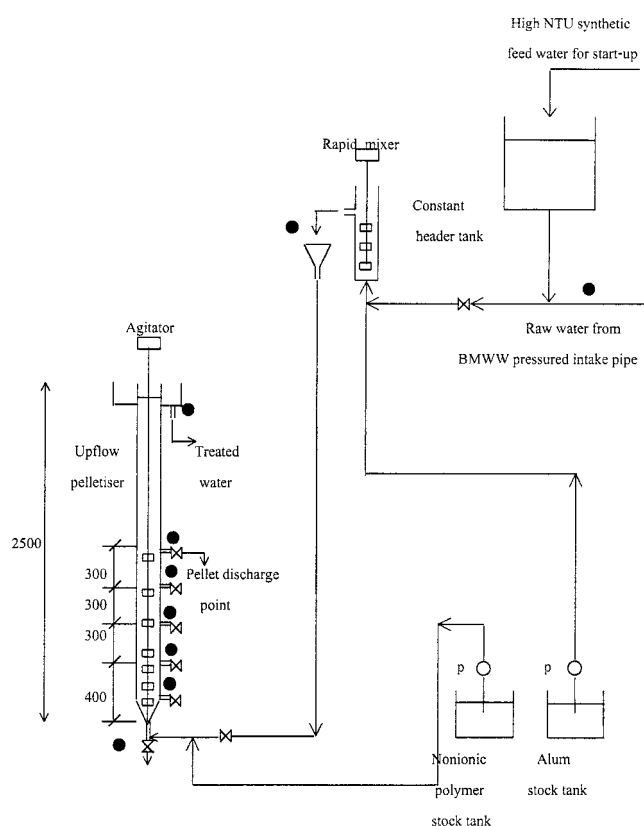 High NTU synthetic
feed water for start-up
Rapid mixer
Constant
header tank
Raw water from
BMWW pressured intake pipe
Agitator
Upflow
pelletiser
Treated
water
2500
300
300
300
400
Pellet discharge
point
p
p
Nonionic
polymer
stock tank
Alum
stock tank